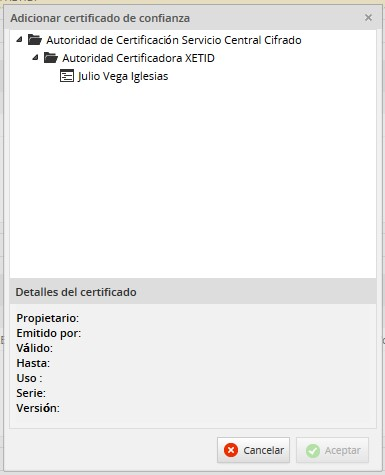 Adicionar certificado de confianza
Autoridad de Certificación Servicio Central Cifrado
Autoridad Certificadora XETID
Julio Vega Iglesias
Detalles del certificado
Propietario:
Emitido por:
Válido:
Hasta:
Uso :
Serie:
Versión:
Cancelar
Aceptar